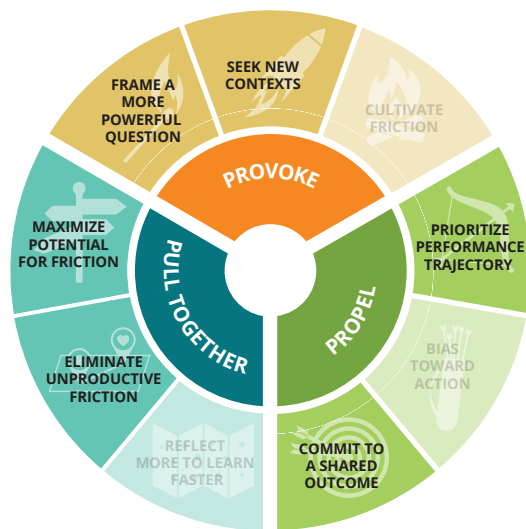 FRAME A
MORE
POWERFUL
QUESTION
SEEK NEW
CONTEXTS
CULTIVATE
FRICTION
PROVOKE
MAXIMIZE
POTENTIAL
FOR FRICTION
PRIORITIZE
PERFORMANCE
TRAJECTORY
PULL TOGETHER
PROPEL
ELIMINATE
UNPRODUCTIVE
FRICTION
BIAS
TOWARD
ACTION
REFLECT
MORE TO LEARN
FASTER
COMMIT TO
A SHARED
OUTCOME